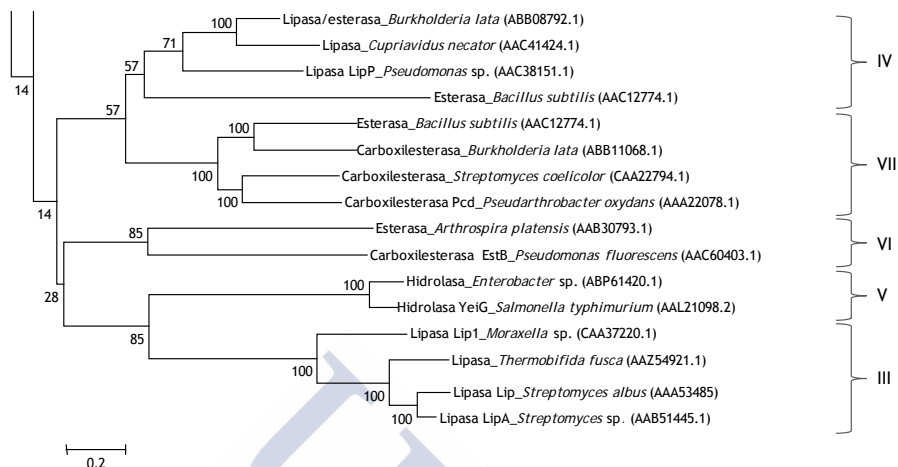 100 Lipasa/esterasa_Burkholderia lata (ABB08792.1)
71 Lipasa_Cupriavidus necator (AAC41424.1)
57 Lipasa LipP_Pseudomonas sp. (AAC38151.1)
IV
Esterasa_Bacillus subtilis (AAC12774.1)
14
57
100 Esterasa_Bacillus subtilis (AAC12774.1)
Carboxilesterasa_Burkholderia lata (ABB11068.1)
VII
100 Carboxilesterasa_Streptomyces coelicolor (CAA22794.1)
100 Carboxilesterasa Pcd_Pseudarthrobacter oxydans (AAA22078.1)
14
85 Esterasa_Arthrospira platensis (AAB30793.1)
VI
Carboxilesterasa EstB_Pseudomonas fluorescens (AAC60403.1)
28
100 Hidrolasa_Enterobacter sp. (ABP61420.1)
V
Hidrolasa YeiG_Salmonella typhimurium (AAL21098.2)
85
Lipasa Lip1_Moraxella sp. (CAA37220.1)
100 Lipasa_Thermobifida fusca (AAZ54921.1)
III
100 Lipasa Lip_Streptomyces albus (AAA53485)
100 Lipasa LipA_Streptomyces sp. (AAB51445.1)
0.2